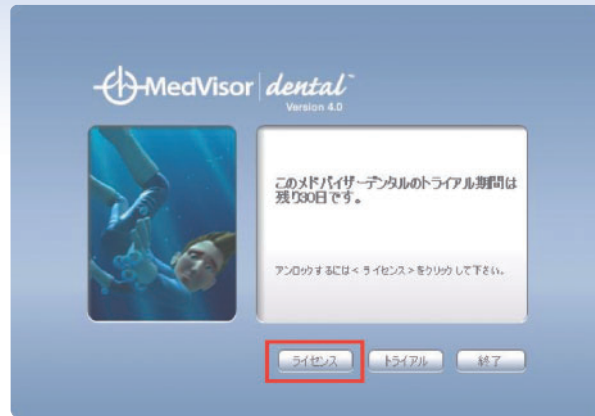 MedVisor dental™
Version 4.0
このメドバイザーデンタルのトライアル期間は
残り30日です。
アンロックするには<ライセンス>をクリックして下さい。
ライセンス
トライアル
終了